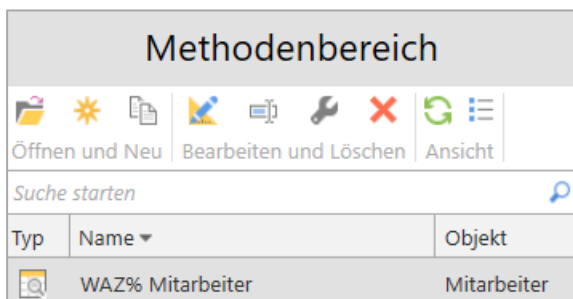 Methodenbereich
Öffnen und Neu Bearbeiten und Löschen Ansicht
Suche starten
Typ Name Objekt
WAZ% Mitarbeiter Mitarbeiter